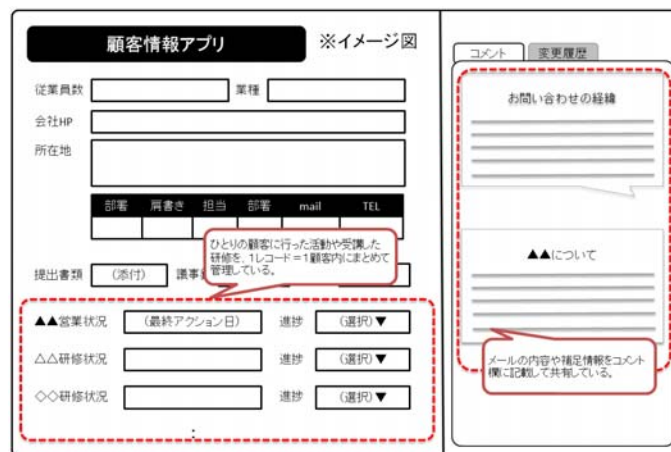 顧客情報アプリ
※イメージ図
従業員数
業種
会社HP
所在地
部署 肩書き 担当 部署 mail TEL
ひとりの顧客に行った活動や受講した
研修を、1レコード=1顧客内にまとめて
管理している。
提出書類 (添付) 議事
▲▲営業状況 (最終アクション日) 進捗 (選択)▼
△△研修状況 進捗 (選択)▼
◇◇研修状況 進捗 (選択)▼
:
コメント 変更履歴
お問い合わせの経緯
▲▲について
メールの内容や補足情報をコメント
欄に記載して共有している。